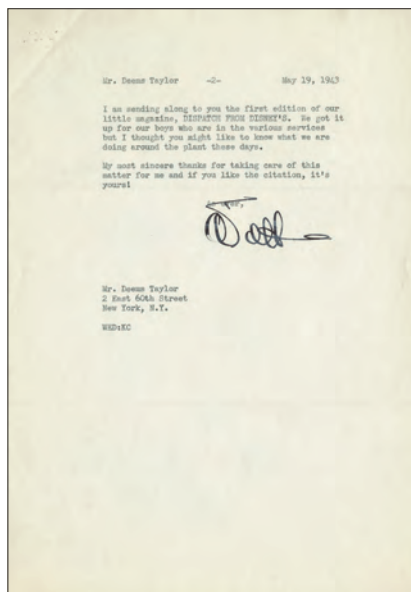 Mr. Deems Taylor -2- May 19, 1943
I am sending along to you the first edition of our
little magazine, DISPATCH FROM DISNEY'S. We got it
up for our boys who are in the various services
but I thought you might like to know what we are
doing around the plant these days.
My most sincere thanks for taking care of this
matter for me and if you like the citation, it's
yours!
Walt
Mr. Deems Taylor
2 East 60th Street
New York, N.Y.
WED:KC